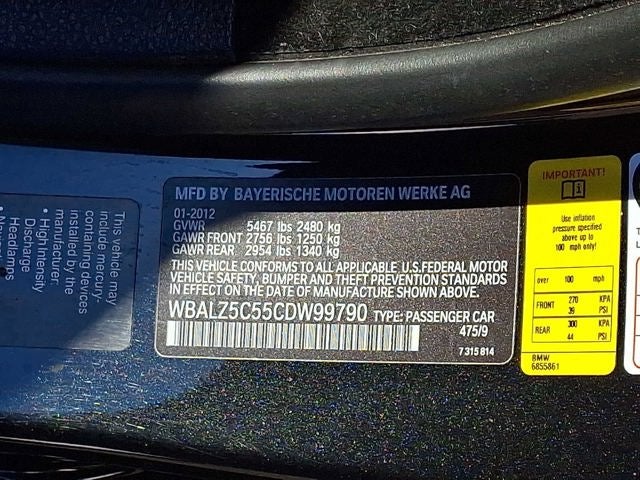 This vehicle may
include mercury-
containing devices
manufacturer.
• High Intensity
Discharge
Headlamps
MFD BY BAYERISCHE MOTOREN WERKE AG
01-2012
GVWR 5467 lbs 2480 kg
GAWR FRONT 2756 lbs 1250 kg
GAWR REAR 2954 lbs 1340 kg
THIS VEHICLE CONFORMS TO ALL APPLICABLE U.S.FEDERAL MOTOR
VEHICLE SAFETY, BUMPER AND THEFT PREVENTION STANDARDS
IN EFFECT ON THE DATE OF MANUFACTURE SHOWN ABOVE.
WBALZ5C55CDW99790 TYPE: PASSENGER CAR
475/9
7 315 814
IMPORTANT!
Use inflation
pressure specified
above up to
100 mph only!
over 100 mph
FRONT 270 KPA
39 PSI
REAR 300 KPA
44 PSI
BMW
6855861